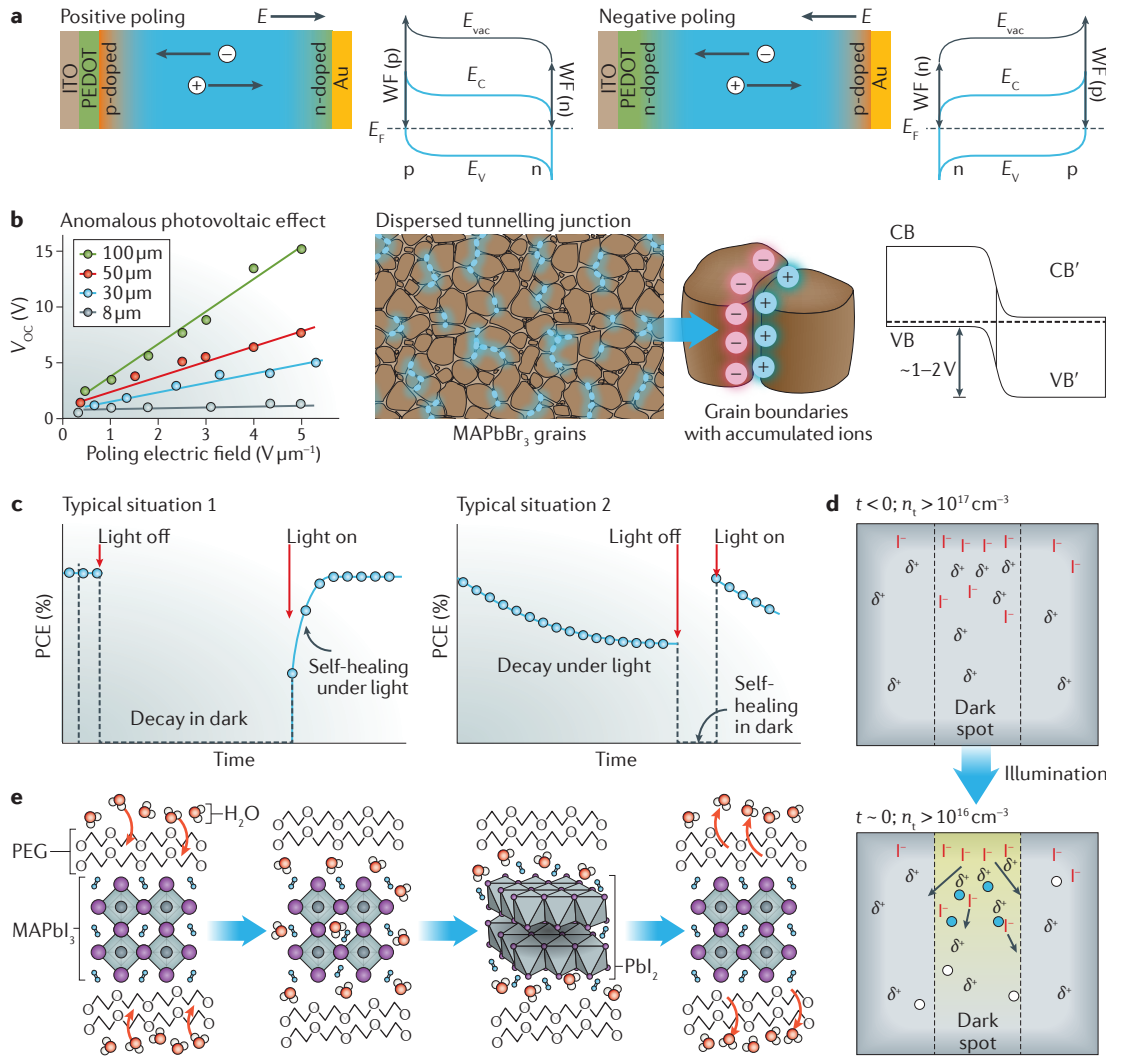 a
Positive poling
E
ITO
PEDOT
p-doped
−
+
n-doped
Au
WF (p)
E_vac
E_C
WF (n)
E_F
p
E_V
n
Negative poling
E
ITO
PEDOT
n-doped
−
+
p-doped
Au
WF (n)
E_vac
E_C
WF (p)
E_F
n
E_V
p
b
Anomalous photovoltaic effect
V_OC (V)
15
10
5
0
100 µm
50 µm
30 µm
8 µm
0 1 2 3 4 5
Poling electric field (V µm⁻¹)
Dispersed tunnelling junction
MAPbBr₃ grains
−
−
−
−
−
−
+
+
+
+
+
Grain boundaries
with accumulated ions
CB
CB′
VB
~1–2 V
VB′
c
Typical situation 1
Light off
Light on
PCE (%)
Self-healing
under light
Decay in dark
Time
Typical situation 2
Light off
Light on
PCE (%)
Decay under light
Self-
healing
in dark
Time
d
t < 0; n_t > 10¹⁷ cm⁻³
I⁻ I⁻ I⁻ I⁻ I⁻ I⁻ I⁻
δ⁺ δ⁺ δ⁺ δ⁺ δ⁺ I⁻
δ⁺ I⁻ I⁻ δ⁺ I⁻ δ⁺
δ⁺
δ⁺ δ⁺ δ⁺
Dark
spot
Illumination
t ~ 0; n_t > 10¹⁶ cm⁻³
I⁻ I⁻ I⁻ I⁻ I⁻ I⁻
δ⁺ δ⁺ δ⁺ δ⁺ I⁻
δ⁺ I⁻ I⁻ δ⁺ I⁻ δ⁺
δ⁺
δ⁺ δ⁺ δ⁺
Dark
spot
e
H₂O
PEG
O O O O
O O O
MAPbI₃
PbI₂